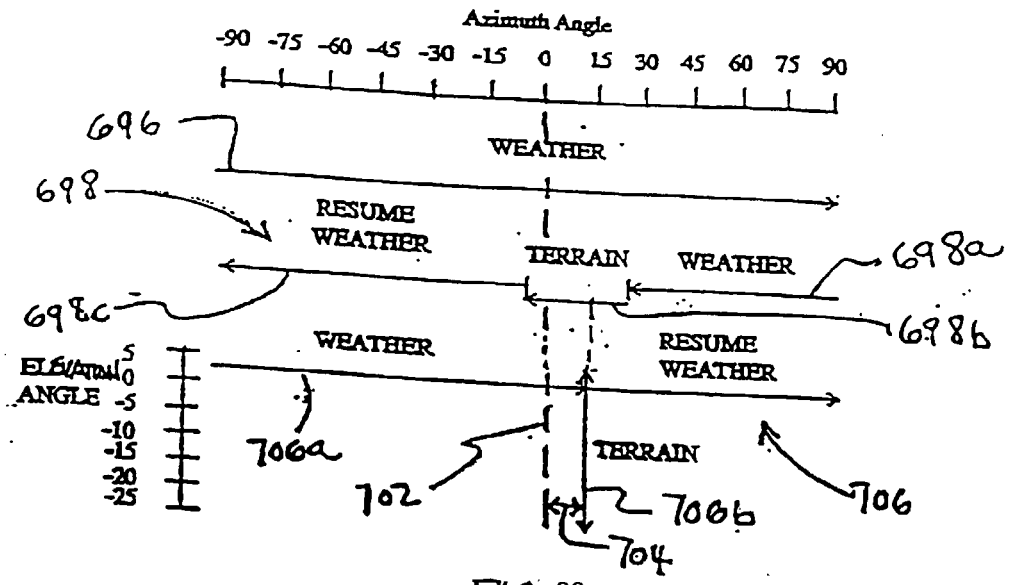 Azimuth Angle
-90 -75 -60 -45 -30 -15 0 15 30 45 60 75 90
696
WEATHER
698
RESUME
WEATHER
TERRAIN
WEATHER
698a
698c
698b
WEATHER
RESUME
WEATHER
ELEVATION
ANGLE
5
0
-5
-10
-15
-20
-25
706a
702
TERRAIN
706b
706
704